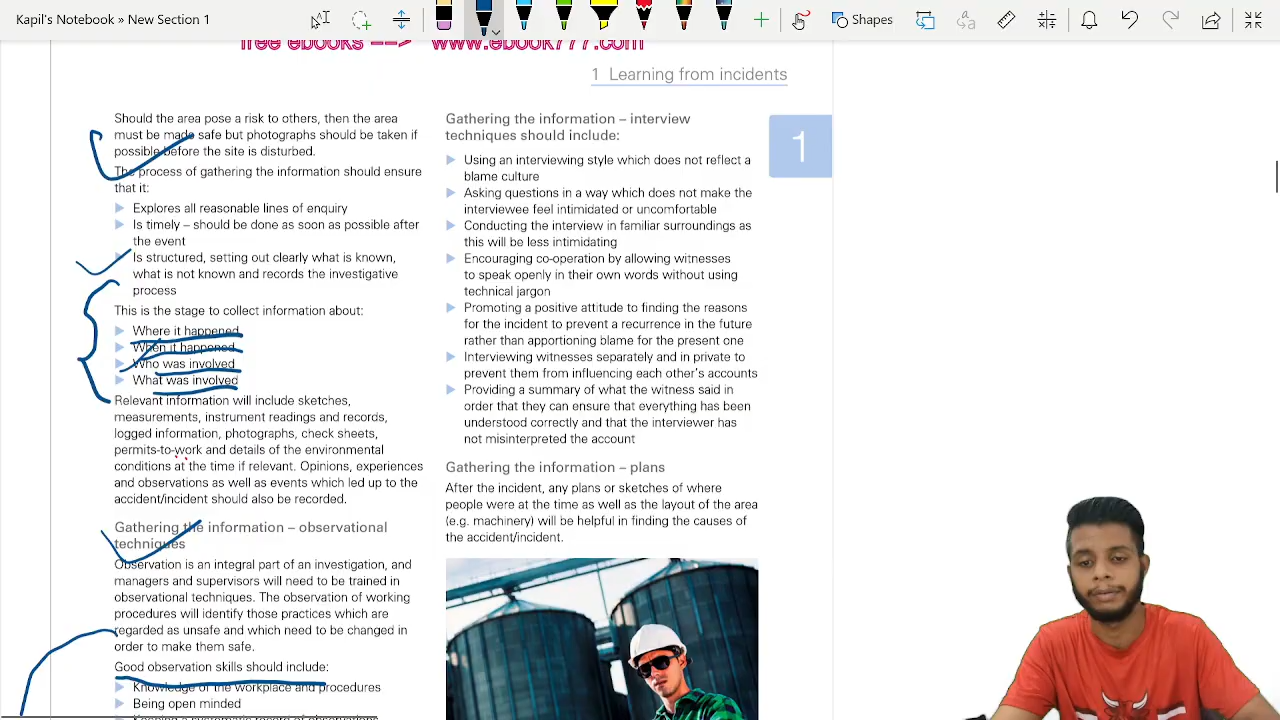 Kapil's Notebook » New Section 1
Shapes
free ebooks --> www.ebook777.com
1 Learning from incidents
1
Should the area pose a risk to others, then the area
must be made safe but photographs should be taken if
possible before the site is disturbed.
The process of gathering the information should ensure
that it:
Explores all reasonable lines of enquiry
Is timely – should be done as soon as possible after
the event
Is structured, setting out clearly what is known,
what is not known and records the investigative
process
This is the stage to collect information about:
Where it happened
When it happened
Who was involved
What was involved
Relevant information will include sketches,
measurements, instrument readings and records,
logged information, photographs, check sheets,
permits-to-work and details of the environmental
conditions at the time if relevant. Opinions, experiences
and observations as well as events which led up to the
accident/incident should also be recorded.
Gathering the information – observational
techniques
Observation is an integral part of an investigation, and
managers and supervisors will need to be trained in
observational techniques. The observation of working
procedures will identify those practices which are
regarded as unsafe and which need to be changed in
order to make them safe.
Good observation skills should include:
Knowledge of the workplace and procedures
Being open minded
Keeping a systematic record of observations
Gathering the information – interview
techniques should include:
Using an interviewing style which does not reflect a
blame culture
Asking questions in a way which does not make the
interviewee feel intimidated or uncomfortable
Conducting the interview in familiar surroundings as
this will be less intimidating
Encouraging co-operation by allowing witnesses
to speak openly in their own words without using
technical jargon
Promoting a positive attitude to finding the reasons
for the incident to prevent a recurrence in the future
rather than apportioning blame for the present one
Interviewing witnesses separately and in private to
prevent them from influencing each other's accounts
Providing a summary of what the witness said in
order that they can ensure that everything has been
understood correctly and that the interviewer has
not misinterpreted the account
Gathering the information – plans
After the incident, any plans or sketches of where
people were at the time as well as the layout of the area
(e.g. machinery) will be helpful in finding the causes of
the accident/incident.